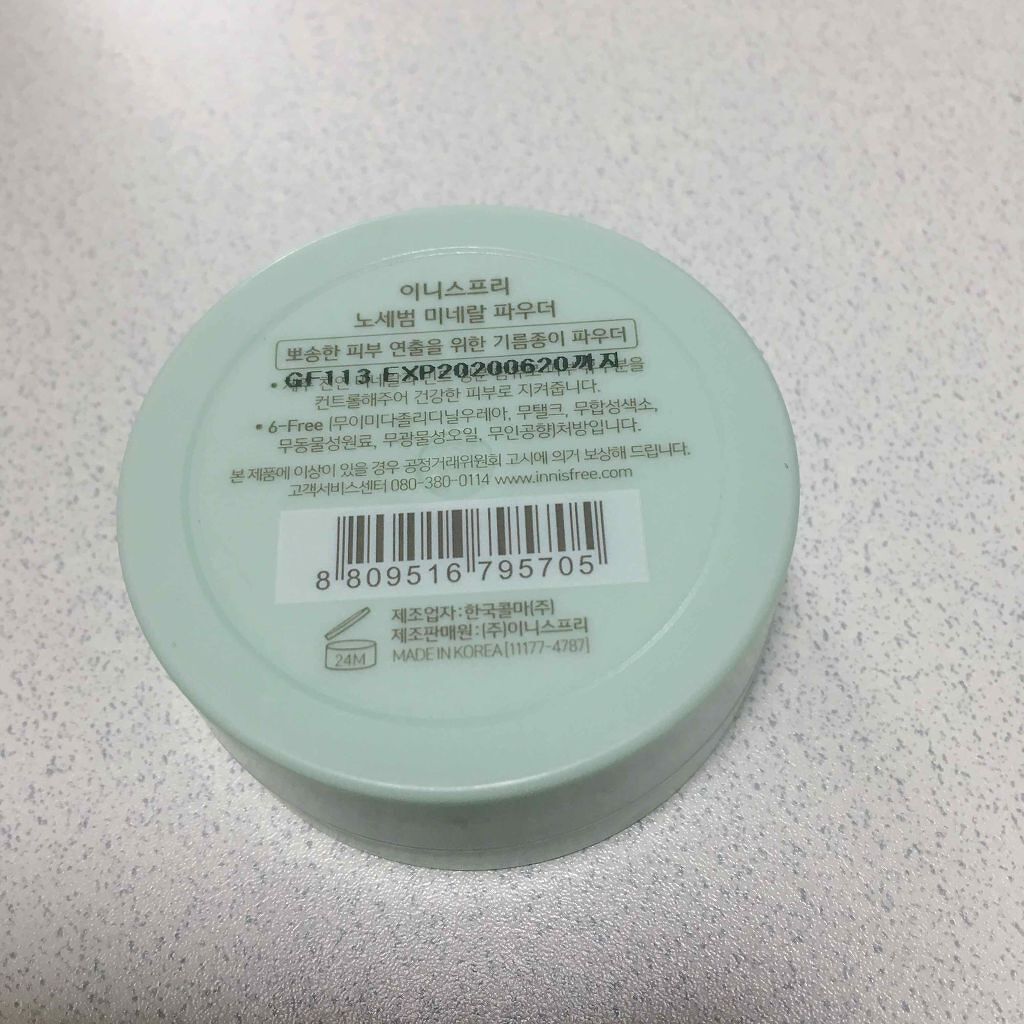 이니스프리
노세범 미네랄 파우더
뽀송한 피부 연출을 위한 기름종이 파우더
GF113 EXP20200620까지
컨트롤해주어 건강한 피부로 지켜줍니다.
• 6-Free [무이미다졸리디닐우레아, 무탤크, 무합성색소,
무동물성원료, 무광물성오일, 무인공향]처방입니다.
본 제품에 이상이 있을 경우 공정거래위원회 고시에 의거 보상해 드립니다.
고객서비스센터 080-380-0114 www.innisfree.com
8 809516 795705
제조업자:한국콜마(주)
제조판매원:(주)이니스프리
24M
MADE IN KOREA [11177-4787]